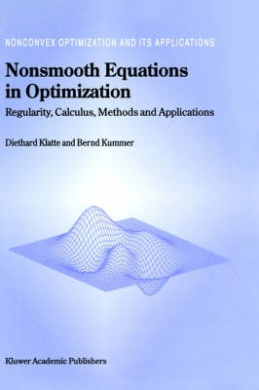 NONCONVEX OPTIMIZATION AND ITS APPLICATIONS
Nonsmooth Equations
in Optimization
Regularity, Calculus, Methods and Applications
Diethard Klatte and Bernd Kummer
Kluwer Academic Publishers